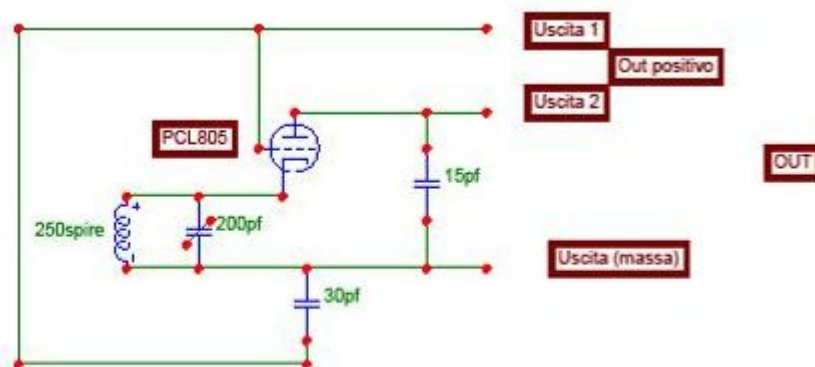 Uscita 1
Out positivo
Uscita 2
PCL805
OUT
15pf
250spire
+
200pf
Uscita (massa)
-
30pf